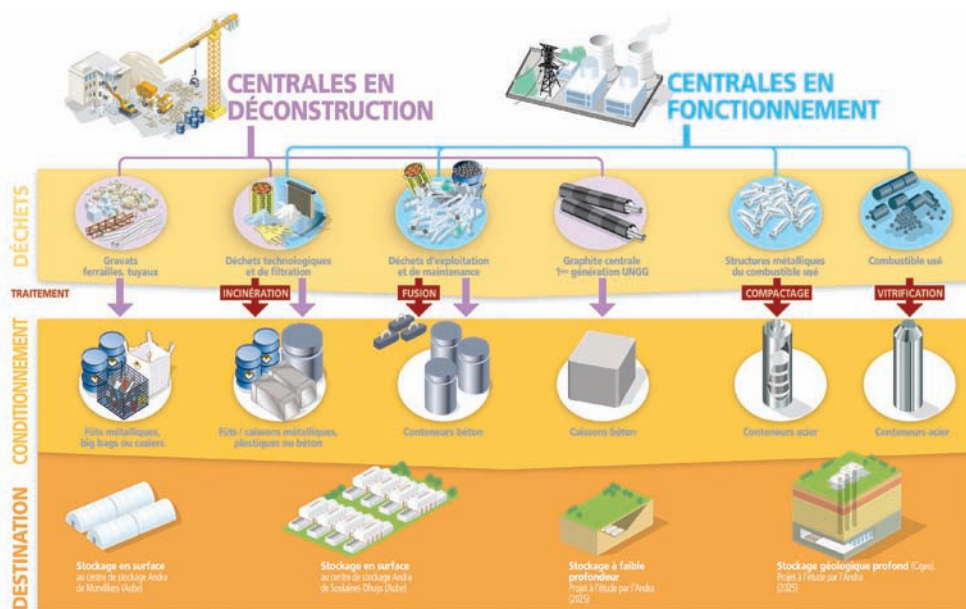 CENTRALES EN
DÉCONSTRUCTION
CENTRALES EN
FONCTIONNEMENT
DÉCHETS
Gravats
ferrailles, tuyaux
Déchets technologiques
et de filtration
Déchets d'exploitation
et de maintenance
Graphite centrale
1ère génération UNGG
Structures métalliques
du combustible usé
Combustible usé
TRAITEMENT
INCINÉRATION
FUSION
COMPACTAGE
VITRIFICATION
CONDITIONNEMENT
Fûts métalliques,
big bags ou casiers
Fûts / caissons métalliques,
plastiques ou béton
Conteneurs béton
Caissons béton
Conteneurs acier
Conteneurs acier
DESTINATION
Stockage en surface
au centre de stockage Andra
de Morvilliers (Aube)
Stockage en surface
au centre de stockage Andra
de Soulaines-Dhuys (Aube)
Stockage à faible
profondeur
Projet à l'étude par l'Andra
(2025)
Stockage géologique profond (Cigeo).
Projet à l'étude par l'Andra
(2025)